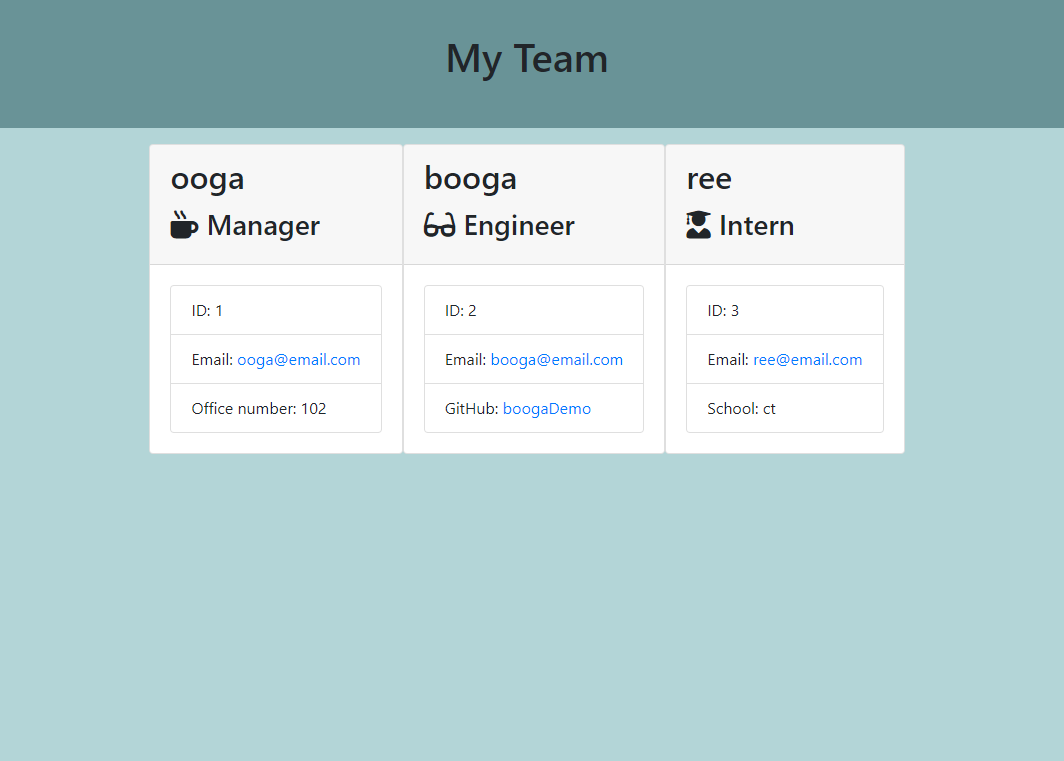 My Team
ooga
Manager
ID: 1
Email: ooga@email.com
Office number: 102
booga
Engineer
ID: 2
Email: booga@email.com
GitHub: boogaDemo
ree
Intern
ID: 3
Email: ree@email.com
School: ct